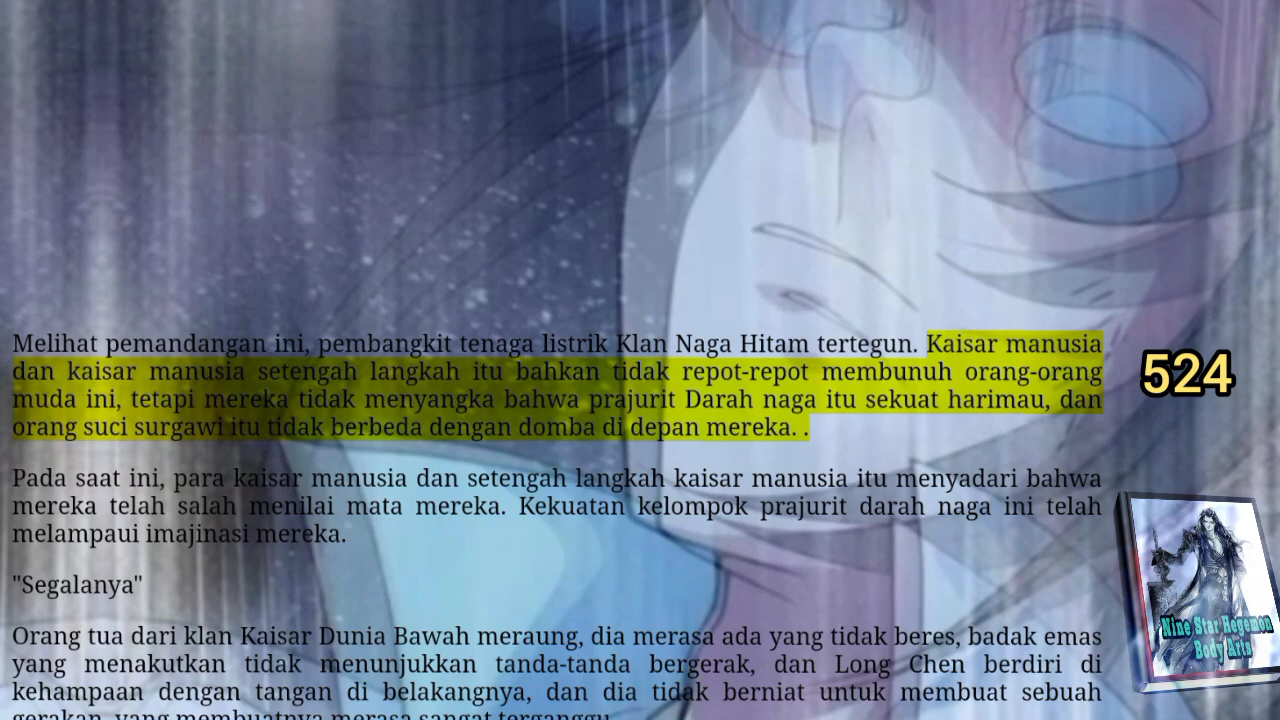 Melihat pemandangan ini, pembangkit tenaga listrik Klan Naga Hitam tertegun. Kaisar manusia
dan kaisar manusia setengah langkah itu bahkan tidak repot-repot membunuh orang-orang
muda ini, tetapi mereka tidak menyangka bahwa prajurit Darah naga itu sekuat harimau, dan
orang suci surgawi itu tidak berbeda dengan domba di depan mereka. .
524
Pada saat ini, para kaisar manusia dan setengah langkah kaisar manusia itu menyadari bahwa
mereka telah salah menilai mata mereka. Kekuatan kelompok prajurit darah naga ini telah
melampaui imajinasi mereka.
"Segalanya"
Orang tua dari klan Kaisar Dunia Bawah meraung, dia merasa ada yang tidak beres, badak emas
yang menakutkan tidak menunjukkan tanda-tanda bergerak, dan Long Chen berdiri di
kehampaan dengan tangan di belakangnya, dan dia tidak berniat untuk membuat sebuah
gerakan, yang membuatnya merasa sangat terganggu.
Nine Star Hegemon
Body Arts